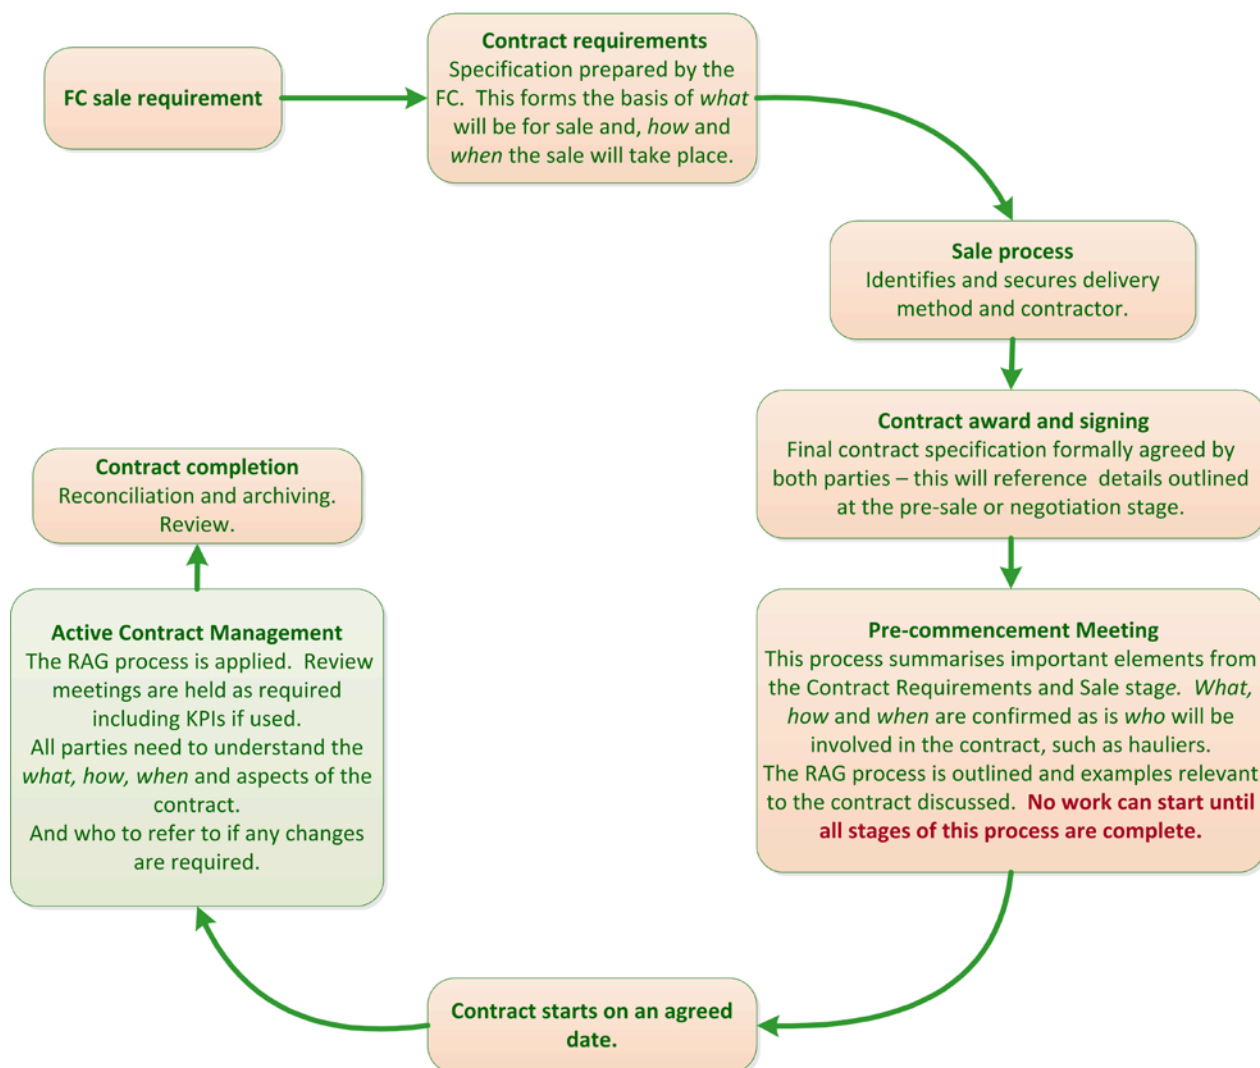 FC sale requirement
Contract requirements
Specification prepared by the
FC.  This forms the basis of what
will be for sale and, how and
when the sale will take place.
Sale process
Identifies and secures delivery
method and contractor.
Contract award and signing
Final contract specification formally agreed by
both parties – this will reference  details outlined
at the pre-sale or negotiation stage.
Pre-commencement Meeting
This process summarises important elements from
the Contract Requirements and Sale stage.  What,
how and when are confirmed as is who will be
involved in the contract, such as hauliers.
The RAG process is outlined and examples relevant
to the contract discussed.  No work can start until
all stages of this process are complete.
Contract starts on an agreed
date.
Active Contract Management
The RAG process is applied.  Review
meetings are held as required
including KPIs if used.
All parties need to understand the
what, how, when and aspects of the
contract.
And who to refer to if any changes
are required.
Contract completion
Reconciliation and archiving.
Review.